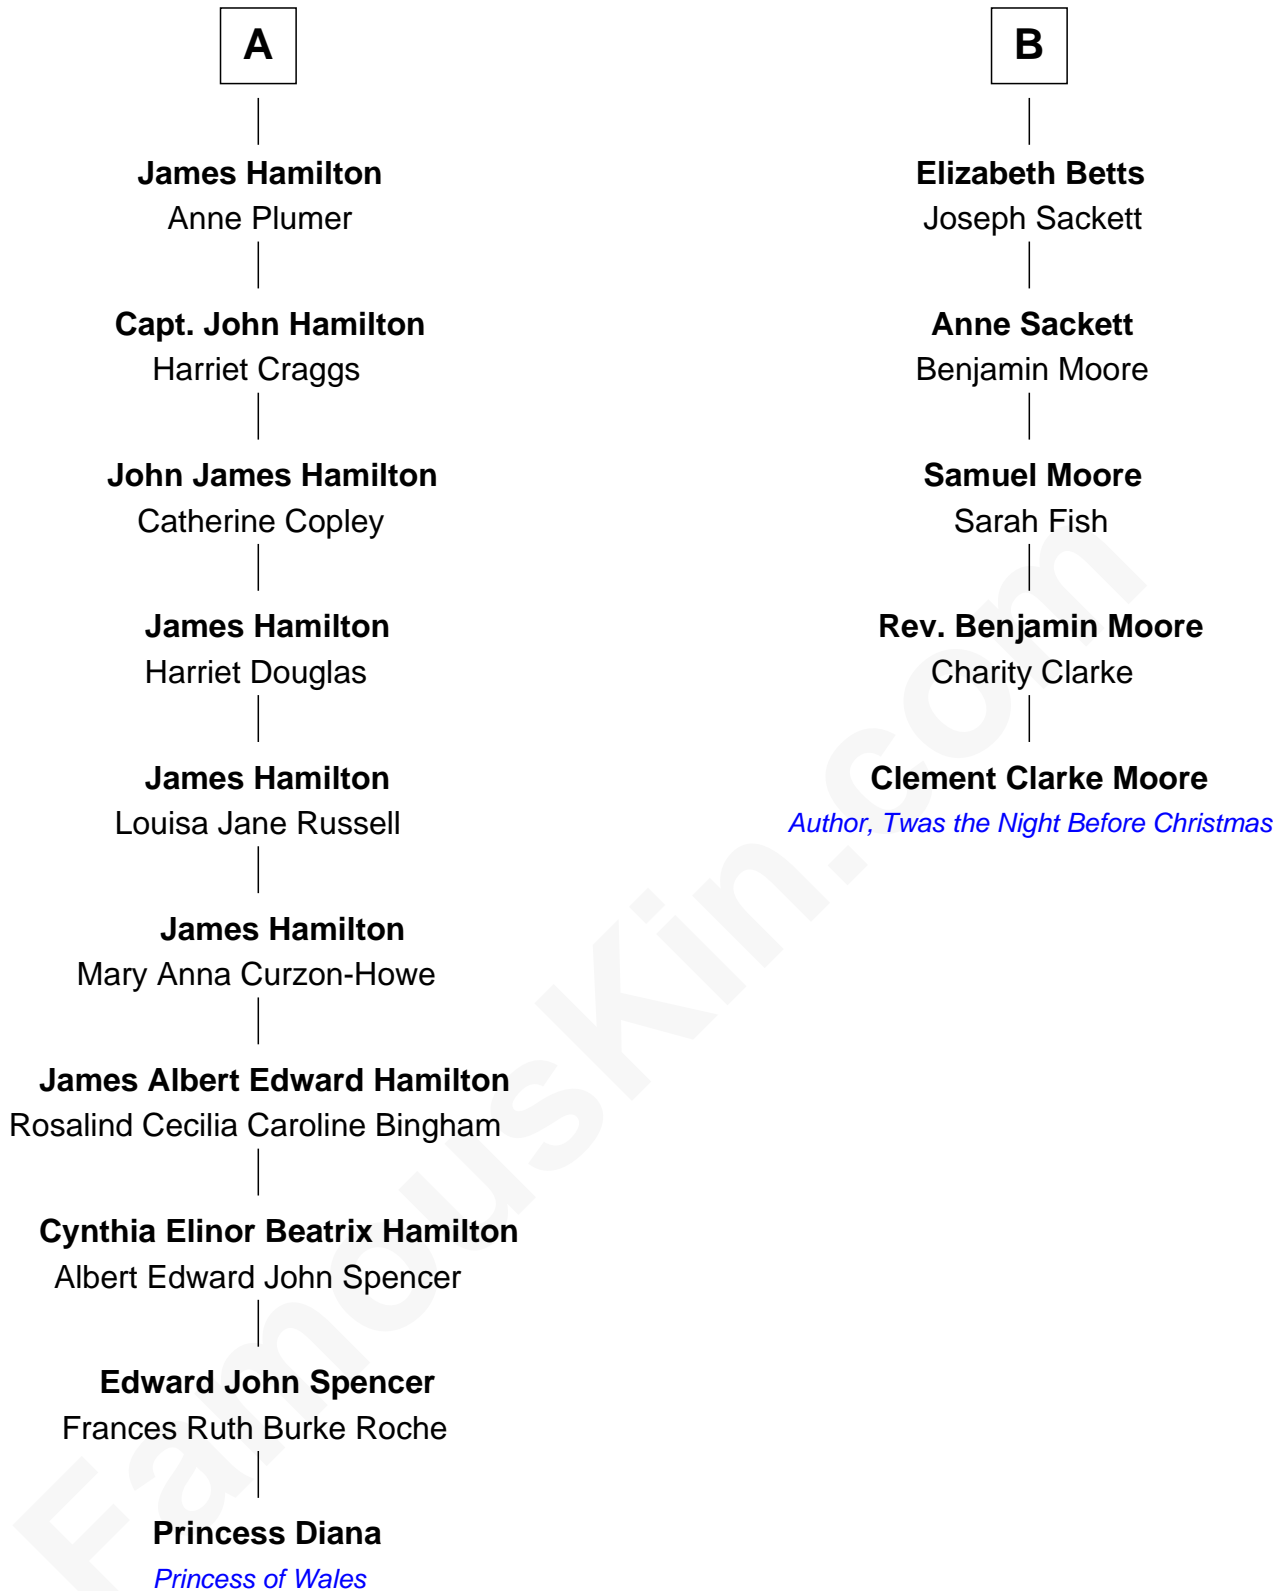 A
James Hamilton
Anne Plumer
Capt. John Hamilton
Harriet Craggs
John James Hamilton
Catherine Copley
James Hamilton
Harriet Douglas
James Hamilton
Louisa Jane Russell
James Hamilton
Mary Anna Curzon-Howe
James Albert Edward Hamilton
Rosalind Cecilia Caroline Bingham
Cynthia Elinor Beatrix Hamilton
Albert Edward John Spencer
Edward John Spencer
Frances Ruth Burke Roche
Princess Diana
Princess of Wales
B
Elizabeth Betts
Joseph Sackett
Anne Sackett
Benjamin Moore
Samuel Moore
Sarah Fish
Rev. Benjamin Moore
Charity Clarke
Clement Clarke Moore
Author, Twas the Night Before Christmas
FamousKin.com